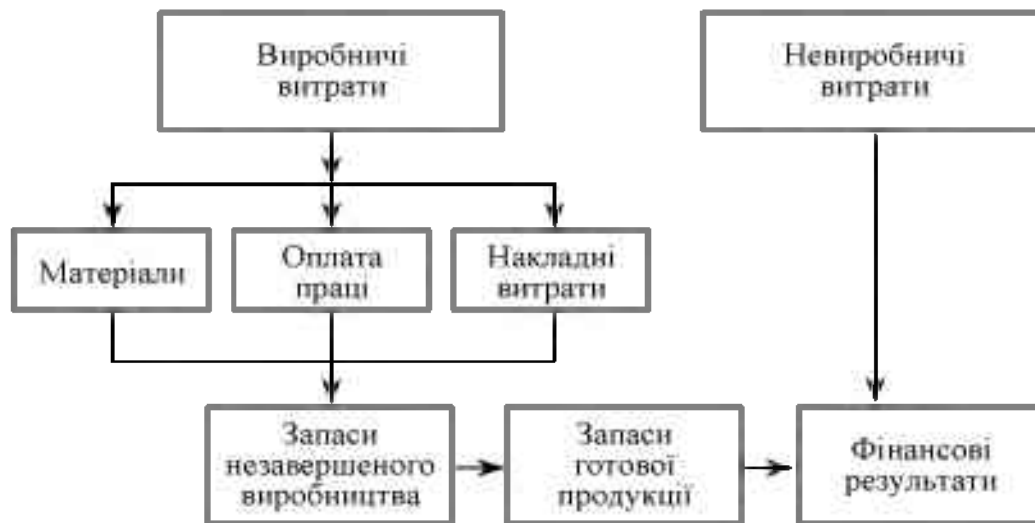 Виробничі
витрати
Невиробничі
витрати
Матеріали
Оплата
праці
Накладні
витрати
Запаси
незавершеного
виробництва
Запаси
готової
продукції
Фінансові
результати